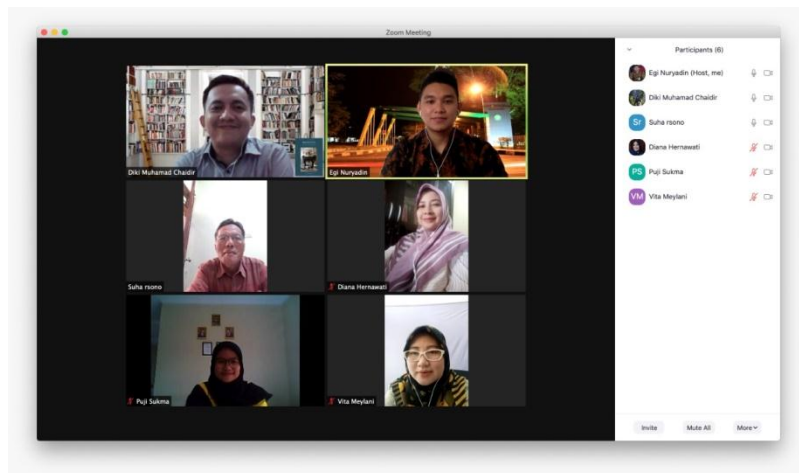 Zoom Meeting
Diki Muhamad Chaidir
Egi Nuryadin
Suha rsono
Diana Hernawati
Puji Sukma
Vita Meylani
Participants (6)
Egi Nuryadin (Host, me)
Diki Muhamad Chaidir
Sr Suha rsono
Diana Hernawati
PS Puji Sukma
VM Vita Meylani
Invite Mute All More